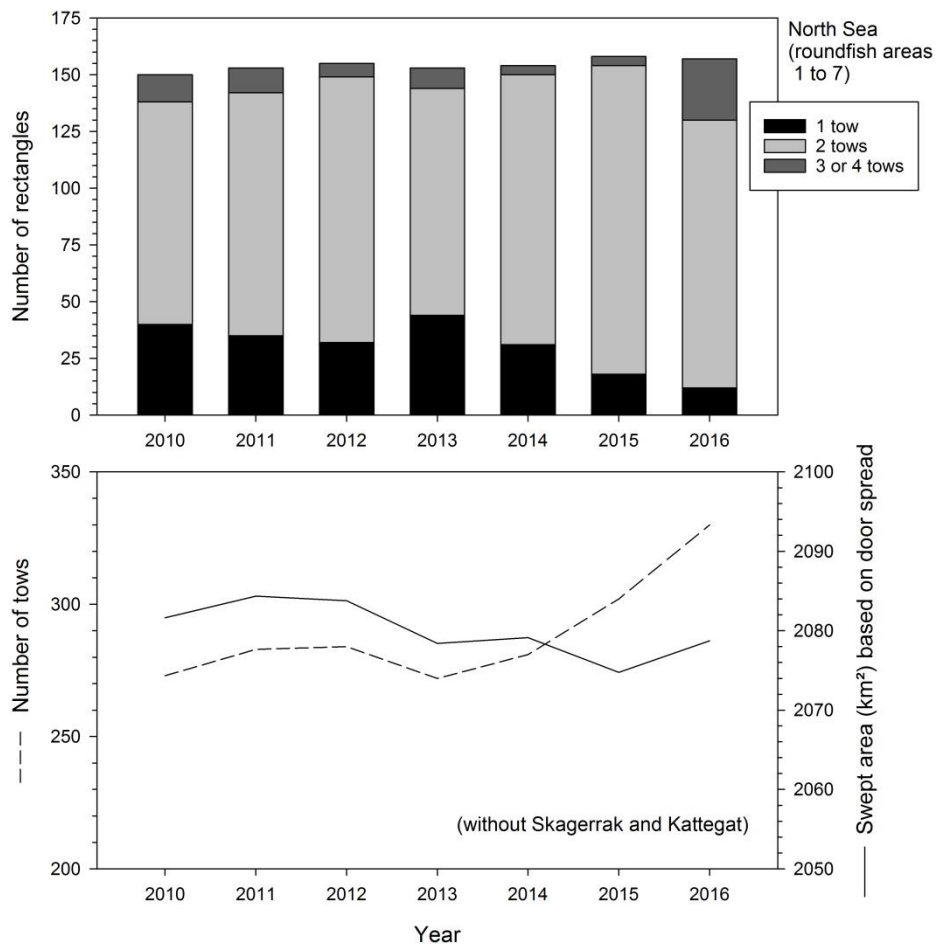 175
150
125
100
75
50
25
0
Number of rectangles
North Sea
(roundfish areas
1 to 7)
1 tow
2 tows
3 or 4 tows
2010 2011 2012 2013 2014 2015 2016
350
300
250
200
Number of tows
2100
2090
2080
2070
2060
2050
Swept area (km²) based on door spread
(without Skagerrak and Kattegat)
2010 2011 2012 2013 2014 2015 2016
Year